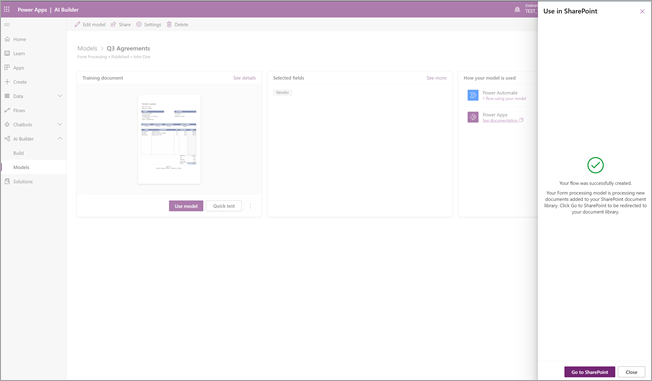 Power Apps | AI Builder
TEST_
Use in SharePoint
Edit model
Share
Settings
Delete
Home
Learn
Apps
Create
Data
Flows
Chatbots
AI Builder
Build
Models
Solutions
Models > Q3 Agreements
Form Processing • Published • John Doe
Training document
See details
Use model
Quick test
Selected fields
See more
Vendor
How your model is used
Power Automate
1 flow using your model
Power Apps
See documentation
Your flow was successfully created.
Your Form processing model is processing new
documents added to your SharePoint document
library. Click Go to SharePoint to be redirected to
your document library.
Go to SharePoint
Close